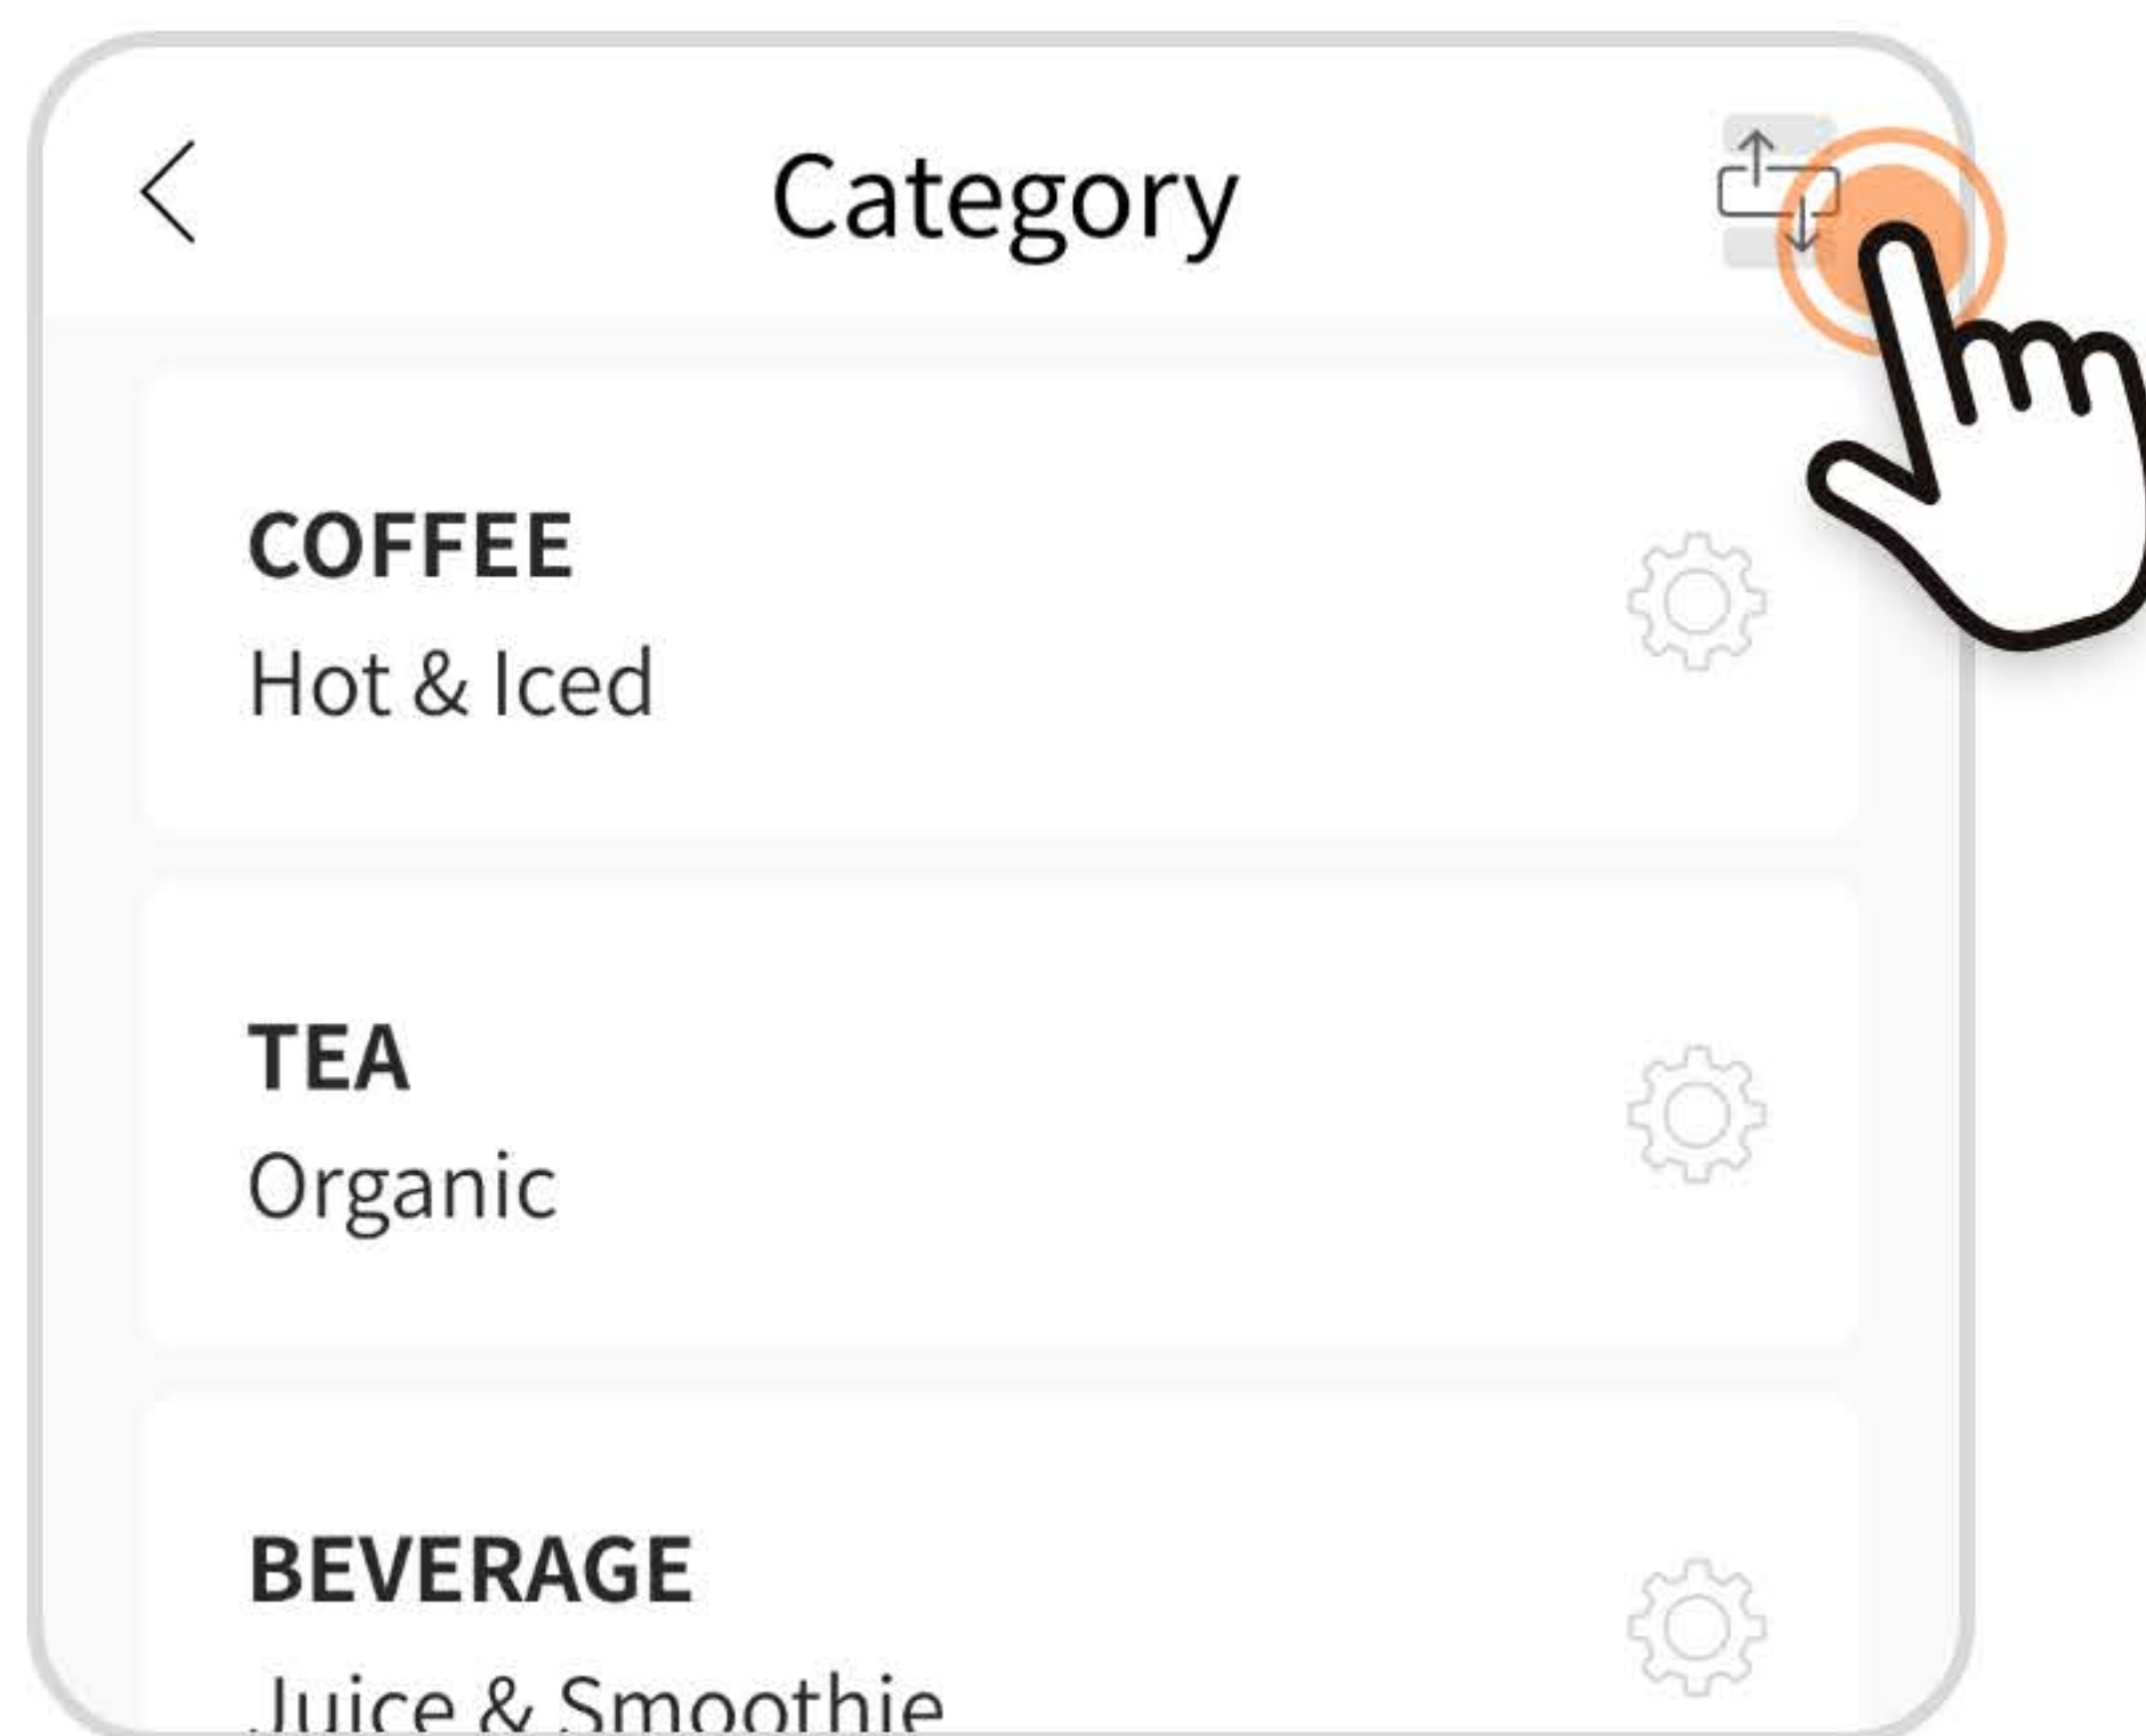 Category
COFFEE
Hot & Iced
TEA
Organic
BEVERAGE
Juice & Smoothie